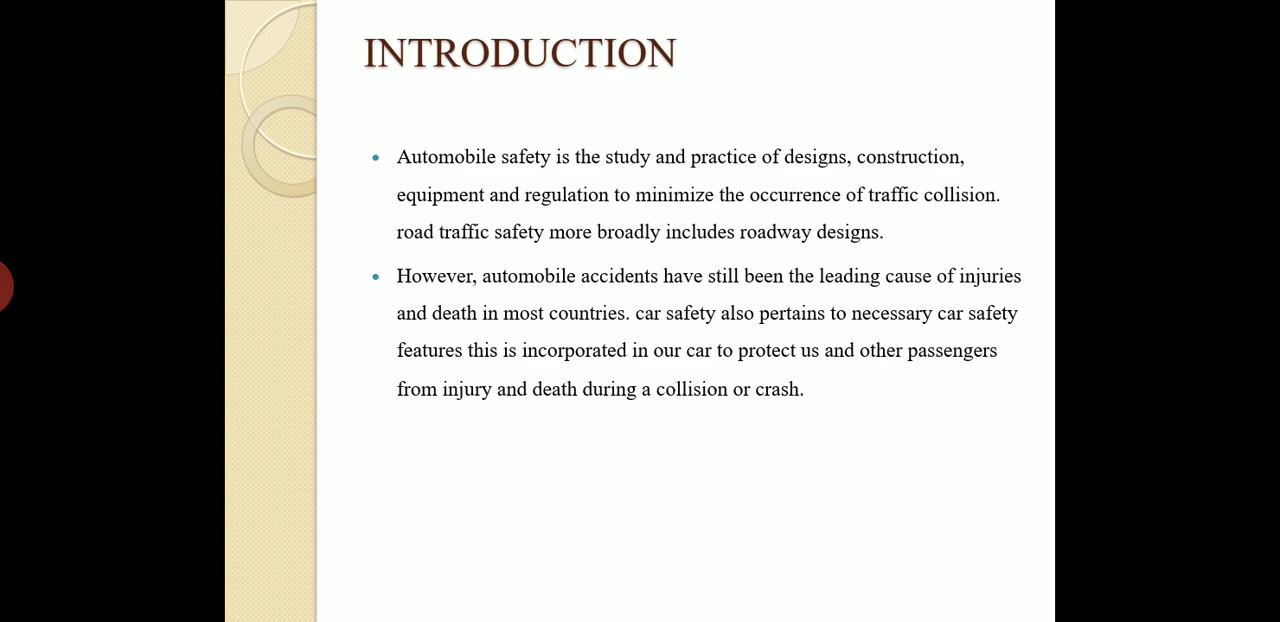 INTRODUCTION
• Automobile safety is the study and practice of designs, construction,
equipment and regulation to minimize the occurrence of traffic collision.
road traffic safety more broadly includes roadway designs.
• However, automobile accidents have still been the leading cause of injuries
and death in most countries. car safety also pertains to necessary car safety
features this is incorporated in our car to protect us and other passengers
from injury and death during a collision or crash.